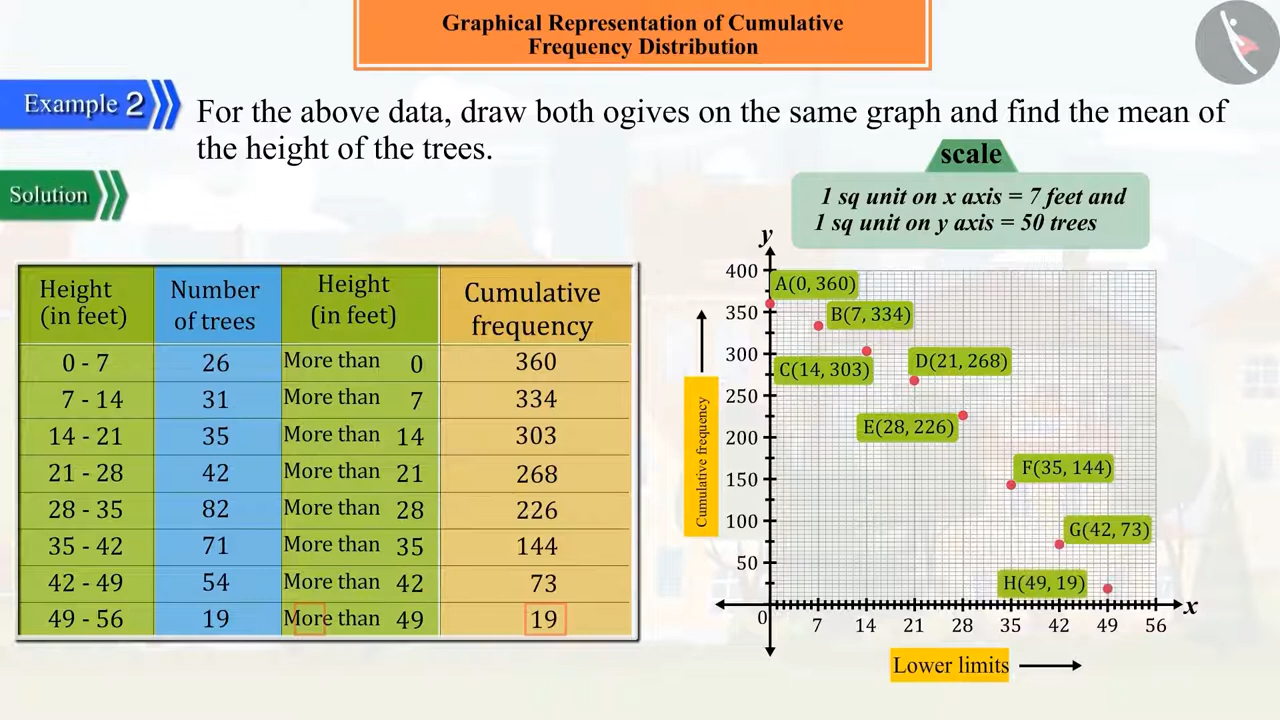 Graphical Representation of Cumulative
Frequency Distribution
Example 2
For the above data, draw both ogives on the same graph and find the mean of
the height of the trees.
Solution
scale
1 sq unit on x axis = 7 feet and
1 sq unit on y axis = 50 trees
Height (in feet) Number of trees Height (in feet) Cumulative frequency
0 - 7 26 More than 0 360
7 - 14 31 More than 7 334
14 - 21 35 More than 14 303
21 - 28 42 More than 21 268
28 - 35 82 More than 28 226
35 - 42 71 More than 35 144
42 - 49 54 More than 42 73
49 - 56 19 More than 49 19
y
400
350
300
250
200
150
100
50
Cumulative frequency
A(0, 360)
B(7, 334)
C(14, 303)
D(21, 268)
E(28, 226)
F(35, 144)
G(42, 73)
H(49, 19)
0 7 14 21 28 35 42 49 56
x
Lower limits